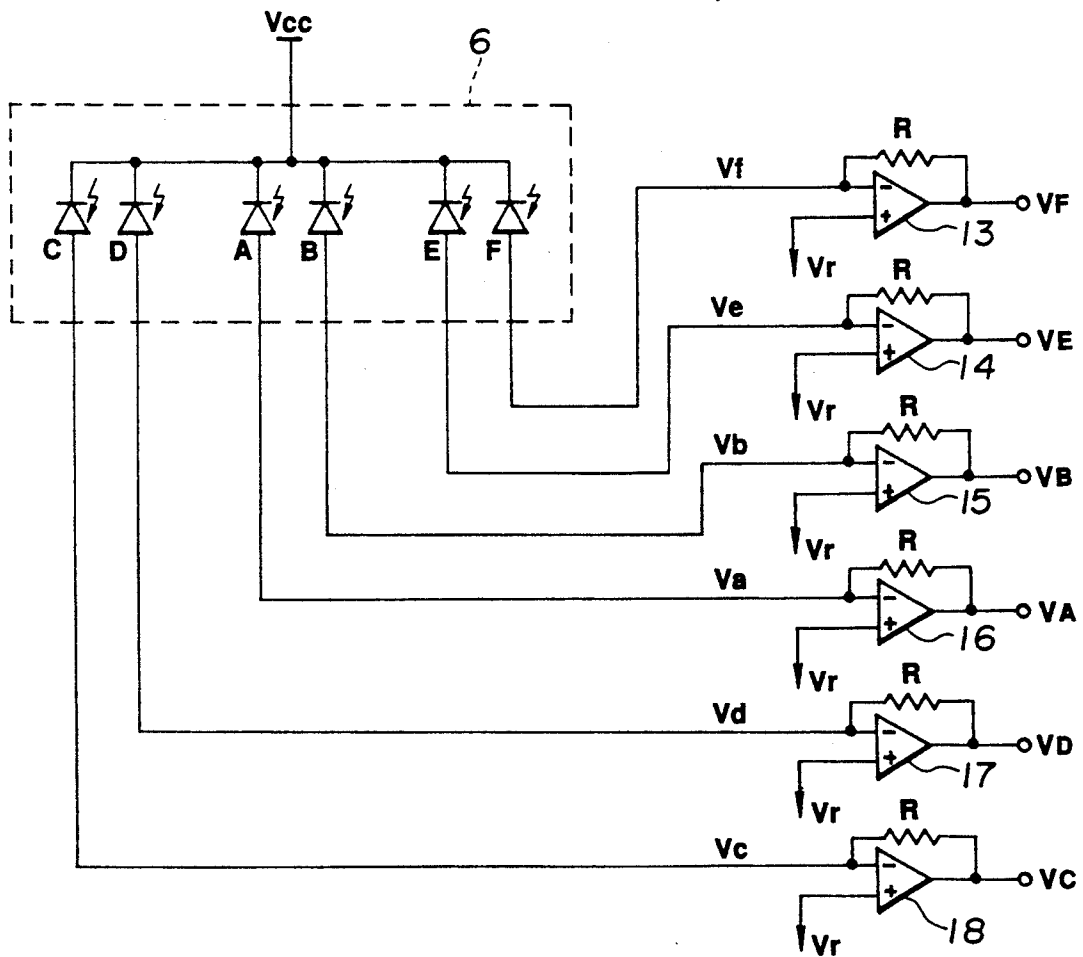 Vcc
6
C D A B E F
Vf R 13 VF
Vr
Ve R 14 VE
Vr
Vb R 15 VB
Vr
Va R 16 VA
Vr
Vd R 17 VD
Vr
Vc R 18 VC
Vr